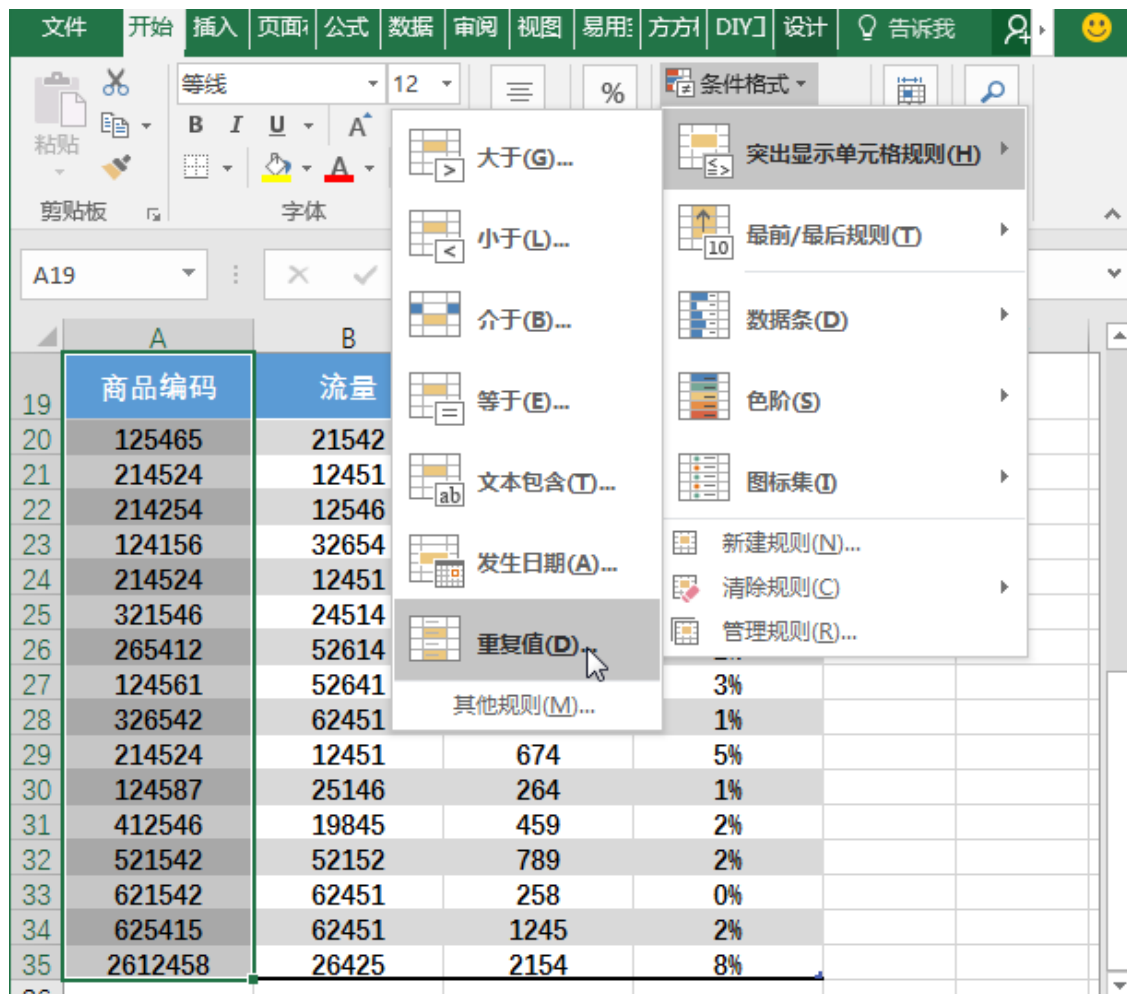 文件 开始 插入 页面 公式 数据 审阅 视图 易用 方方 DIY工 设计 告诉我
等线 12 % 条件格式
粘贴 B I U A A
剪贴板 字体
A19
大于(G)...
小于(L)...
介于(B)...
等于(E)...
文本包含(T)...
发生日期(A)...
重复值(D)...
其他规则(M)...
突出显示单元格规则(H)
最前/最后规则(T)
数据条(D)
色阶(S)
图标集(I)
新建规则(N)...
清除规则(C)
管理规则(R)...
A B
19 商品编码 流量
20 125465 21542
21 214524 12451
22 214254 12546
23 124156 32654
24 214524 12451
25 321546 24514
26 265412 52614
27 124561 52641 3%
28 326542 62451 1%
29 214524 12451 674 5%
30 124587 25146 264 1%
31 412546 19845 459 2%
32 521542 52152 789 2%
33 621542 62451 258 0%
34 625415 62451 1245 2%
35 2612458 26425 2154 8%